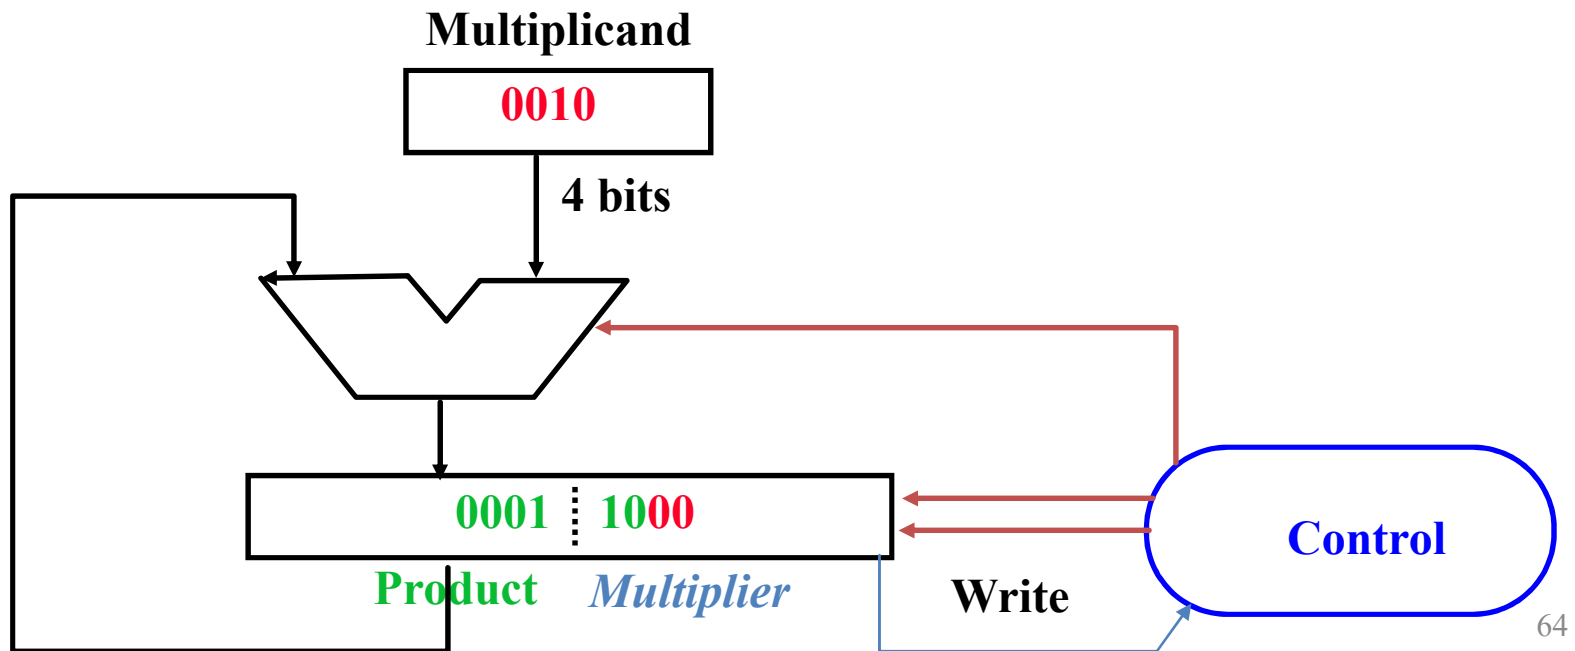 Multiplicand
0010
4 bits
0001 1000
Product Multiplier
Write
Control
64